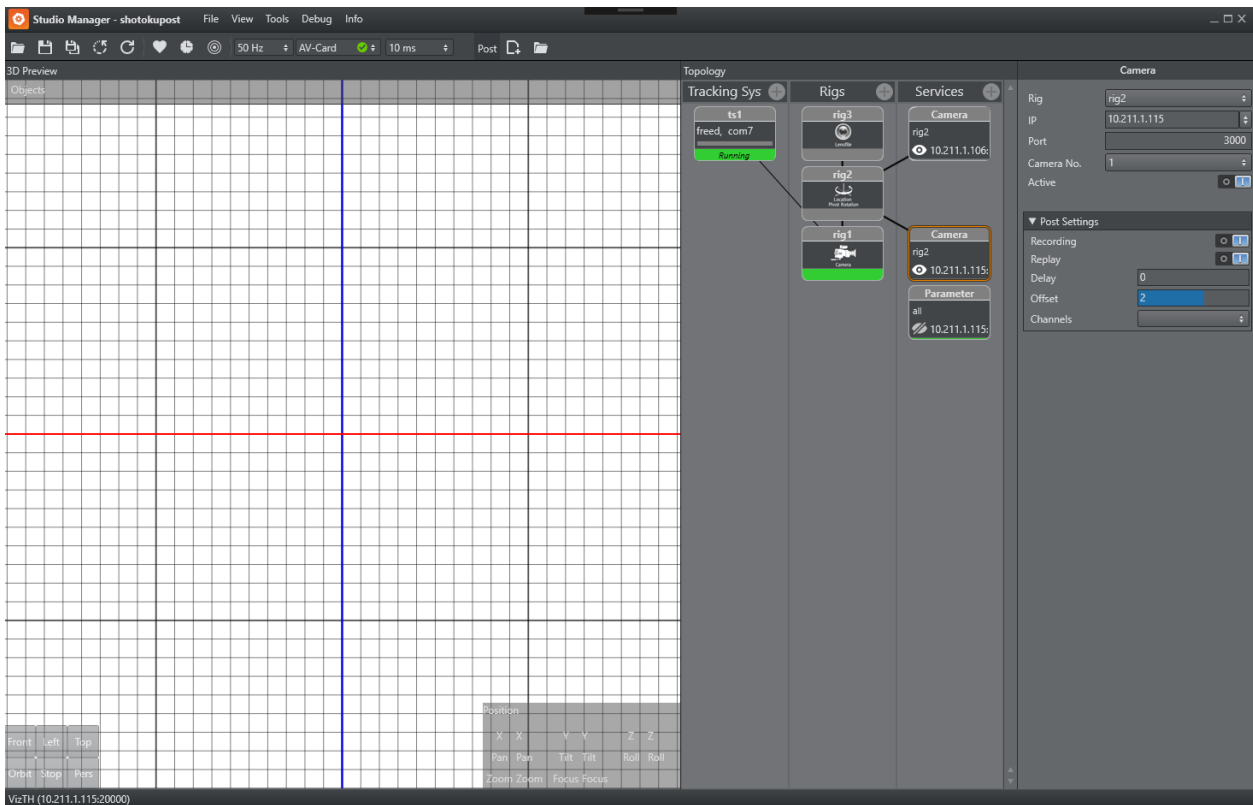 Studio Manager - shotokupost File View Tools Debug Info
50 Hz AV-Card 10 ms Post
3D Preview
Objects
Front Left Top
Orbit Stop Pers
Position
X X Y Y Z Z
Pan Pan Tilt Tilt Roll Roll
Zoom Zoom Focus Focus
Topology
Tracking Sys
ts1
freed, com7
Running
Rigs
rig3
Lensfile
rig2
Location
Pivot Rotation
rig1
Camera
Services
Camera
rig2
10.211.1.106:
Camera
rig2
10.211.1.115:
Parameter
all
10.211.1.115:
Camera
Rig rig2
IP 10.211.1.115
Port 3000
Camera No. 1
Active
Post Settings
Recording
Replay
Delay 0
Offset 2
Channels
VizTH (10.211.1.115:20000)